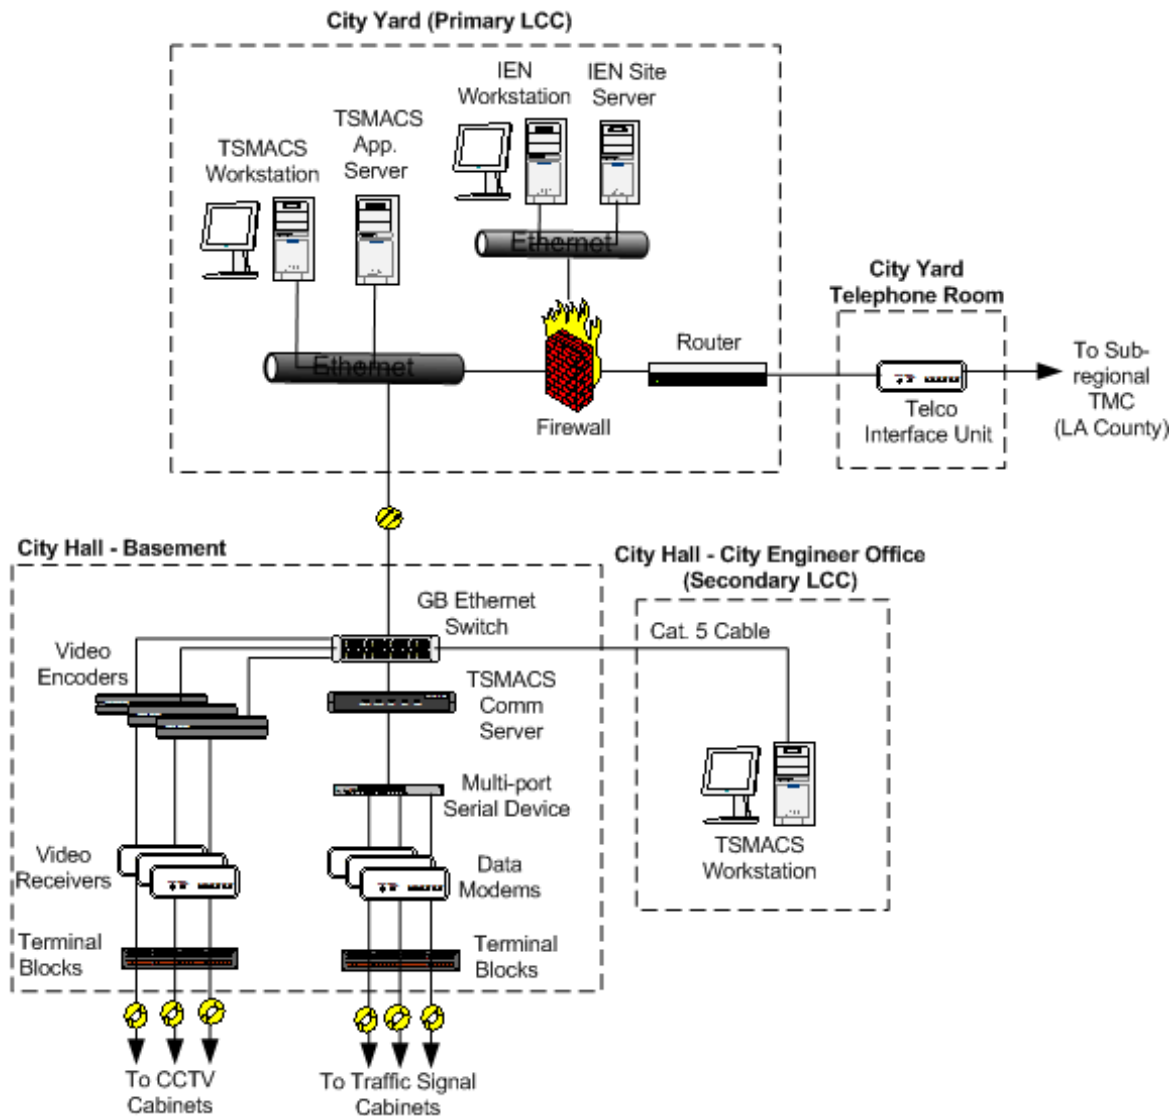 City Yard (Primary LCC)
IEN
Workstation
IEN Site
Server
TSMACS
Workstation
TSMACS
App.
Server
Ethernet
City Yard
Telephone Room
Ethernet
Firewall
Router
Telco
Interface Unit
To Sub-
regional
TMC
(LA County)
City Hall - Basement
GB Ethernet
Switch
Video
Encoders
TSMACS
Comm
Server
Multi-port
Serial Device
Video
Receivers
Data
Modems
Terminal
Blocks
Terminal
Blocks
To CCTV
Cabinets
To Traffic Signal
Cabinets
City Hall - City Engineer Office
(Secondary LCC)
Cat. 5 Cable
TSMACS
Workstation